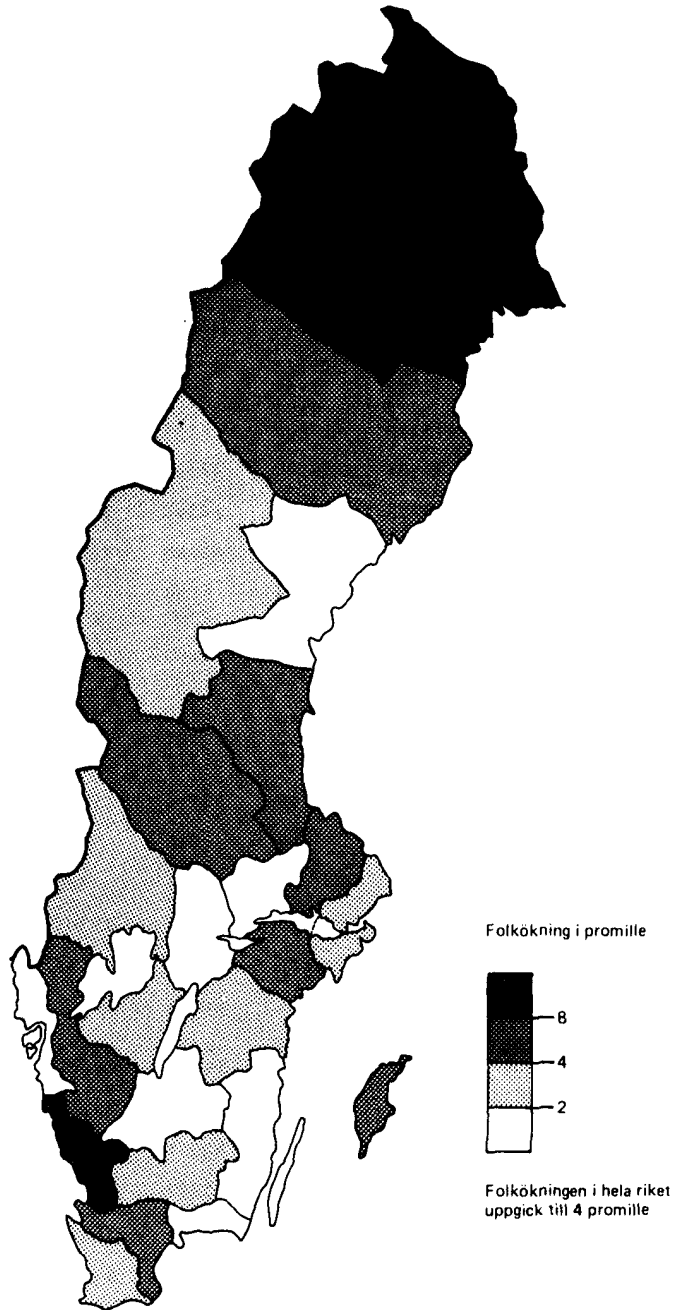 Folkökning i promille
8
4
2
Folkökningen i hela riket
uppgick till 4 promille